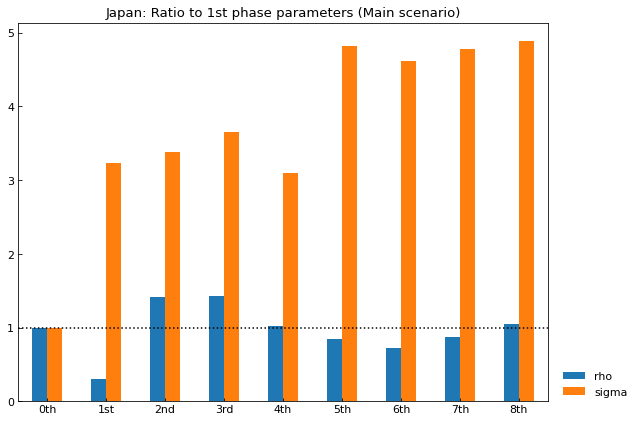 Japan: Ratio to 1st phase parameters (Main scenario)
5
4
3
2
1
0
0th 1st 2nd 3rd 4th 5th 6th 7th 8th
rho
sigma